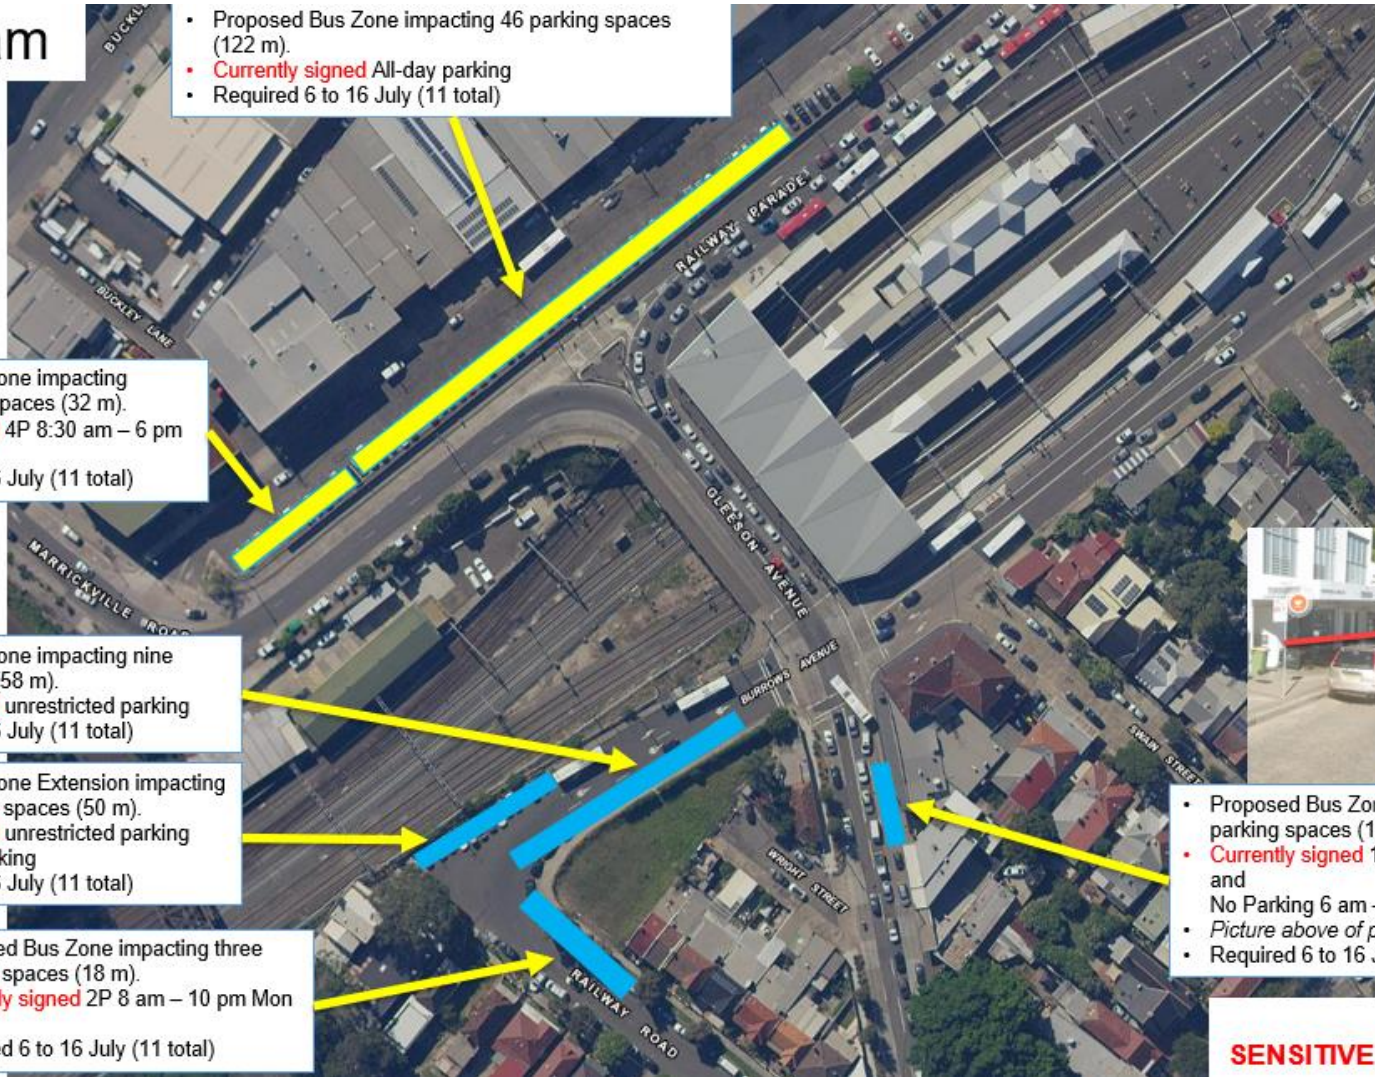 am
• Proposed Bus Zone impacting 46 parking spaces
(122 m).
• Currently signed All-day parking
• Required 6 to 16 July (11 total)
BUCKLE
BUCKLEY LANE
RAILWAY PARADE
one impacting
paces (32 m).
4P 8:30 am – 6 pm
July (11 total)
MARRICKVILLE ROAD
GLEESON AVENUE
one impacting nine
58 m).
unrestricted parking
July (11 total)
BURROWS AVENUE
SWAIN STREET
one Extension impacting
spaces (50 m).
unrestricted parking
king
July (11 total)
WRIGHT STREET
• Proposed Bus Zon
parking spaces (1
• Currently signed 1
and
No Parking 6 am -
• Picture above of p
• Required 6 to 16 J
ed Bus Zone impacting three
spaces (18 m).
ly signed 2P 8 am – 10 pm Mon
ed 6 to 16 July (11 total)
RAILWAY ROAD
SENSITIVE